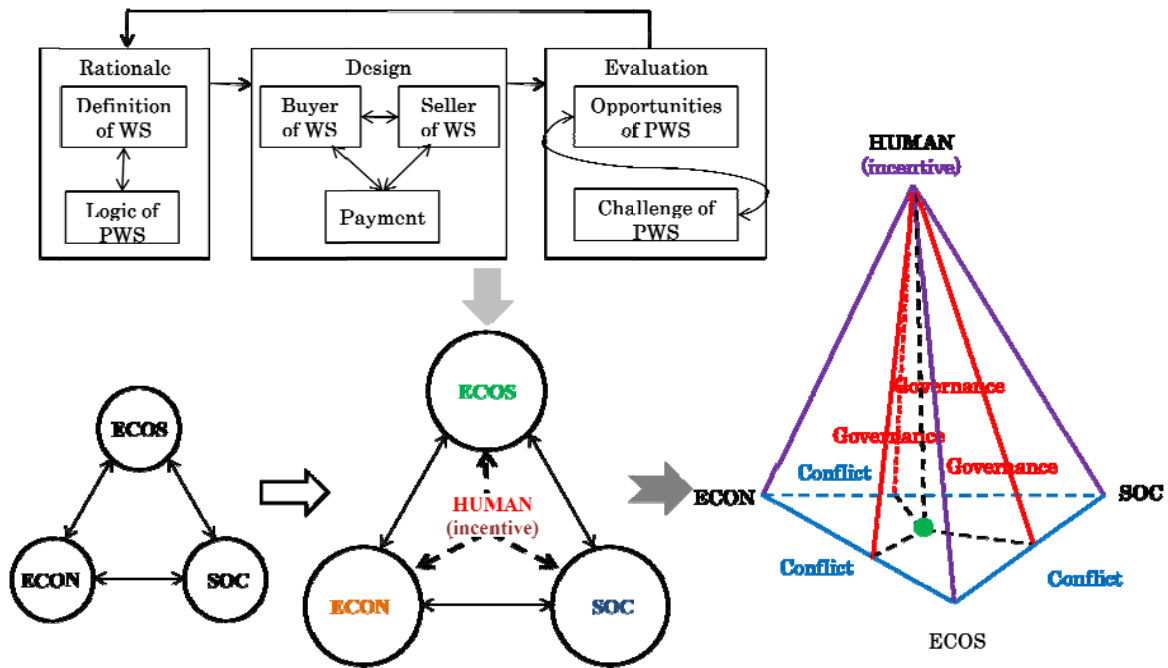 Rationale
Definition
of WS
Logic of
PWS
Design
Buyer
of WS
Seller
of WS
Payment
Evaluation
Opportunities
of PWS
Challenge of
PWS
ECOS
ECON
SOC
ECOS
HUMAN
(incentive)
ECON
SOC
HUMAN
(incentive)
Governance
Governance
Governance
Conflict
ECON
SOC
Conflict
Conflict
ECOS